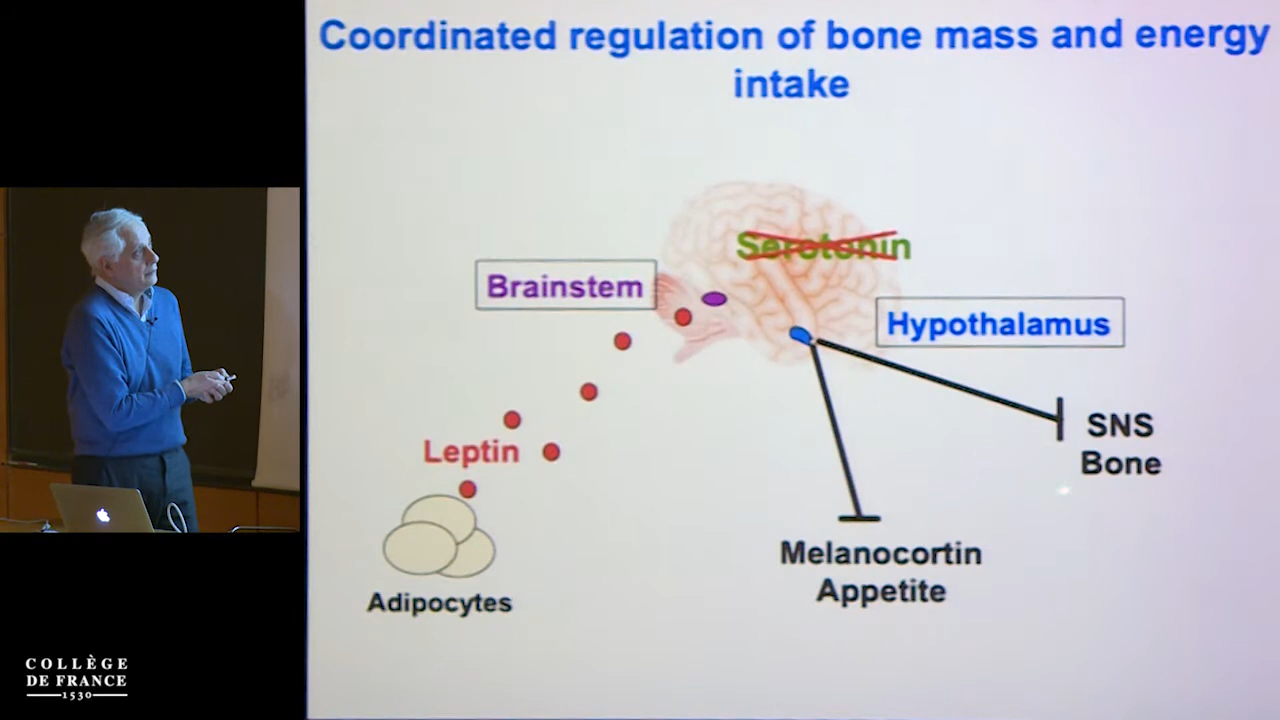 Coordinated regulation of bone mass and energy
intake
Serotonin
Brainstem
Hypothalamus
Leptin
SNS
Bone
Melanocortin
Appetite
Adipocytes
COLLÈGE
DE FRANCE
1530